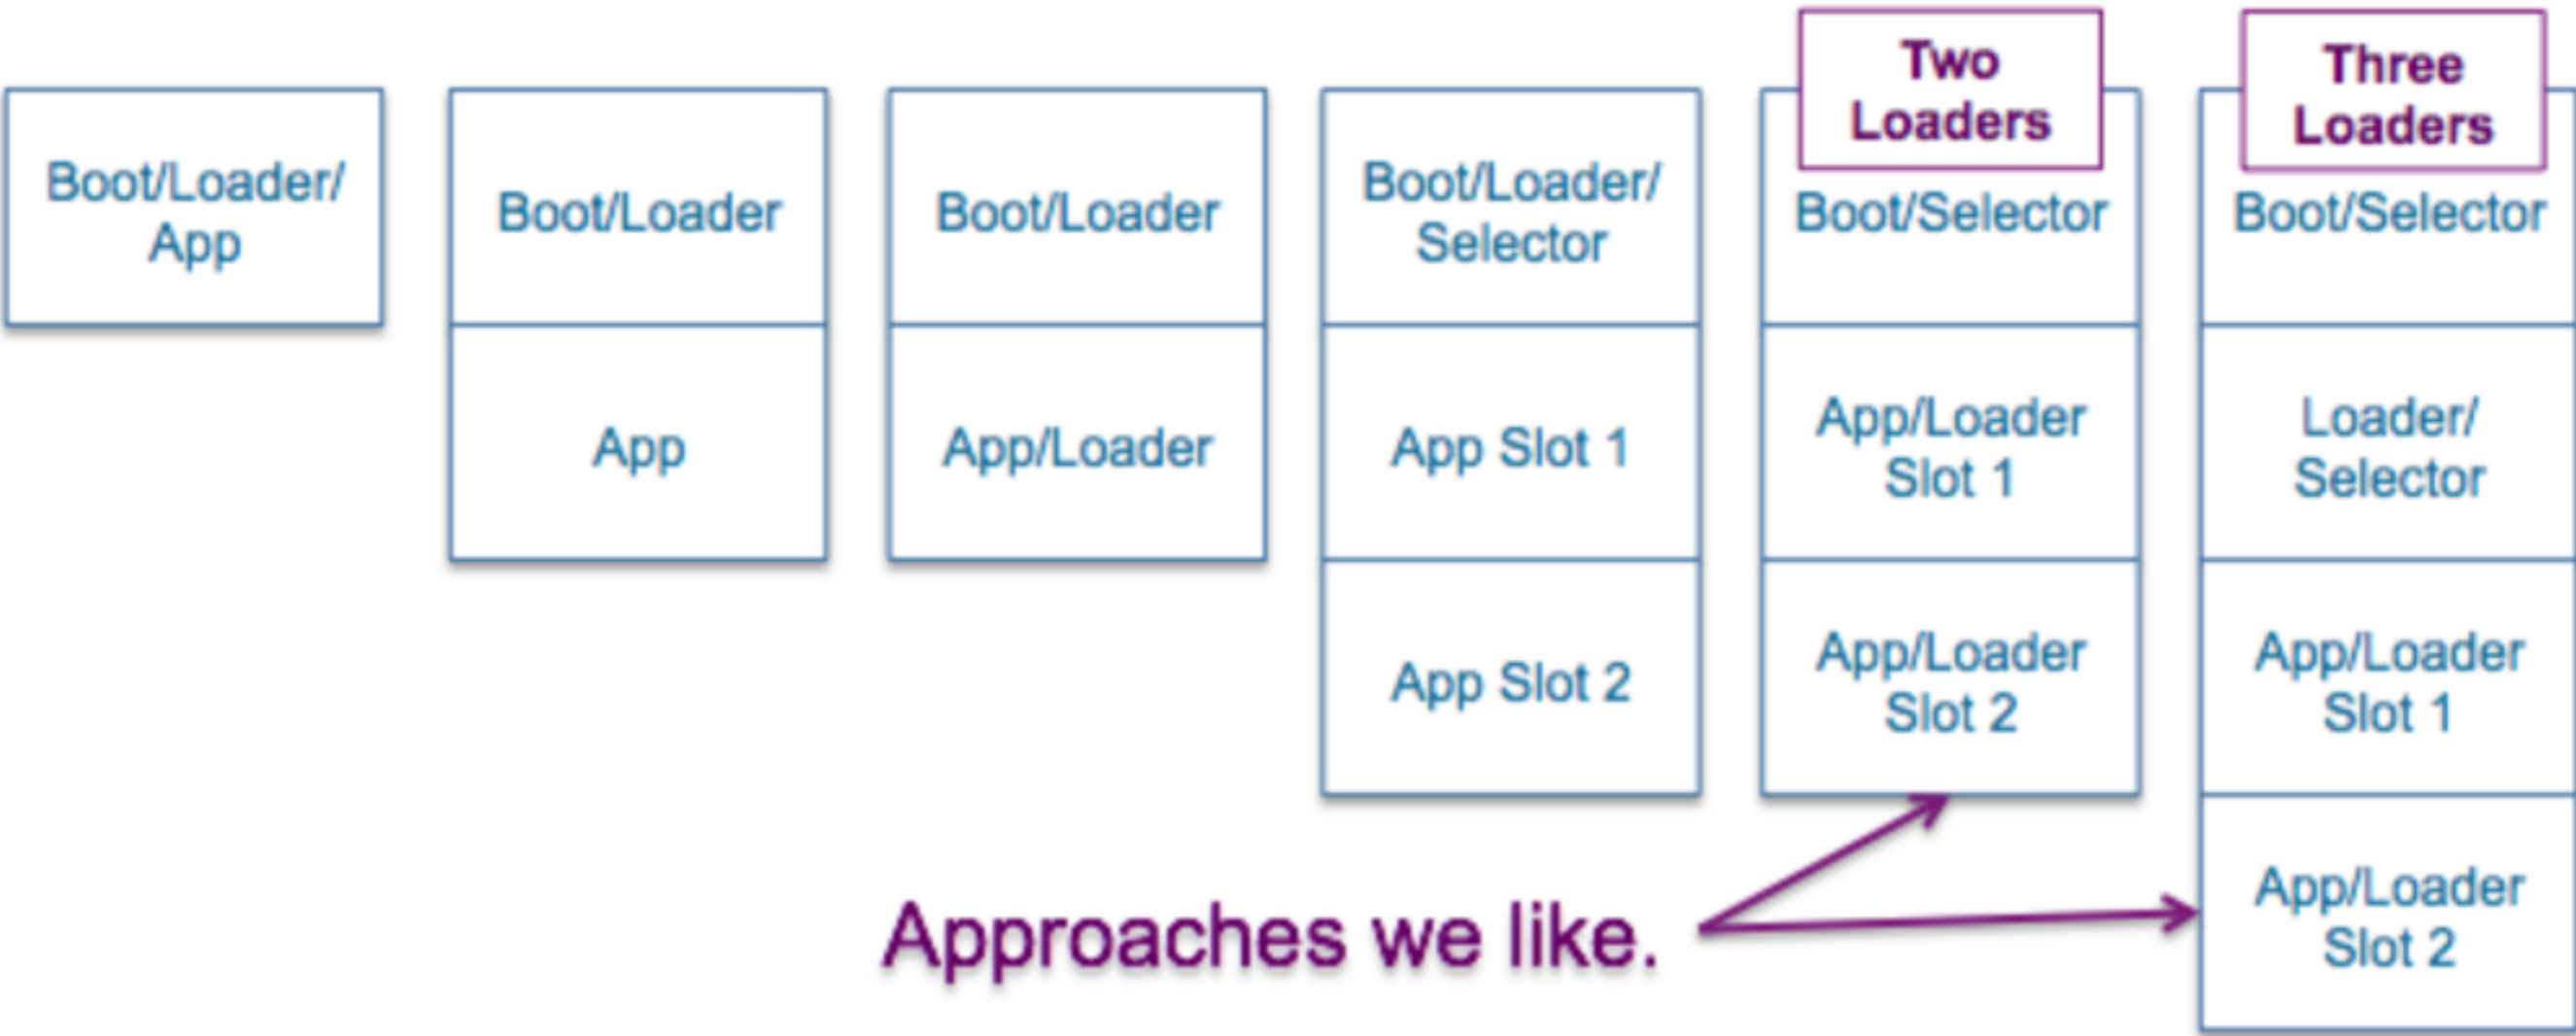 Boot/Loader/
App
Boot/Loader
App
Boot/Loader
App/Loader
Boot/Loader/
Selector
App Slot 1
App Slot 2
Two
Loaders
Boot/Selector
App/Loader
Slot 1
App/Loader
Slot 2
Three
Loaders
Boot/Selector
Loader/
Selector
App/Loader
Slot 1
App/Loader
Slot 2
Approaches we like.